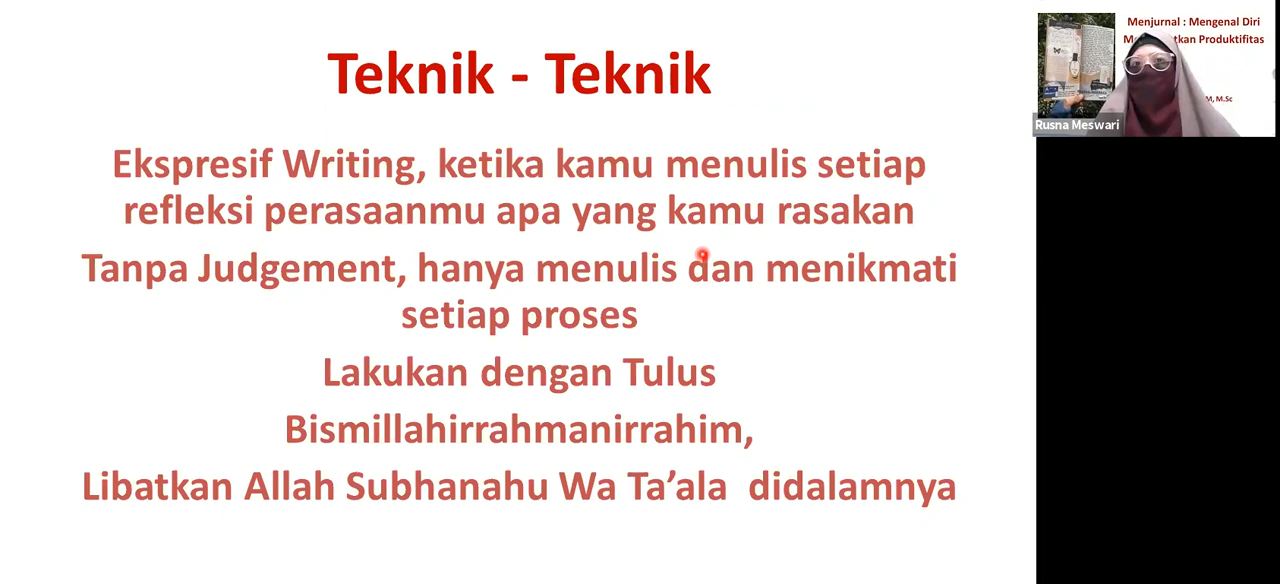 Teknik - Teknik
Ekspresif Writing, ketika kamu menulis setiap
refleksi perasaanmu apa yang kamu rasakan
Tanpa Judgement, hanya menulis dan menikmati
setiap proses
Lakukan dengan Tulus
Bismillahirrahmanirrahim,
Libatkan Allah Subhanahu Wa Ta’ala didalamnya
Menjurnal : Mengenal Diri
tkan Produktifitas
M, M.Sc
Rusna Meswari